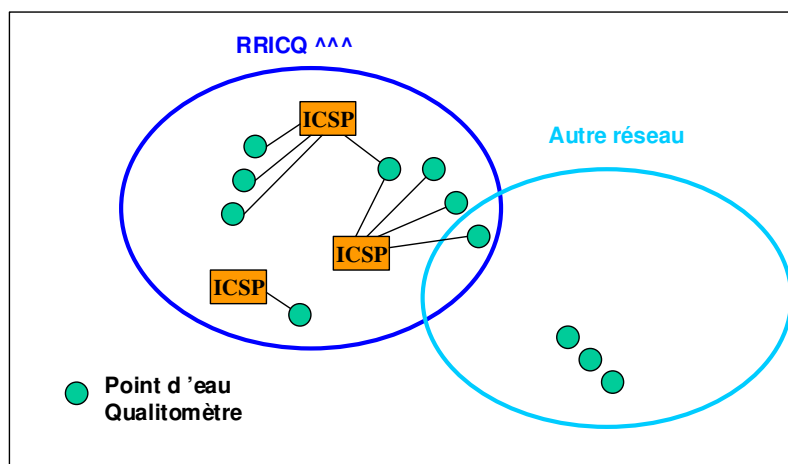 RRICQ ^^^
ICSP
Autre réseau
ICSP
ICSP
Point d ’eau
Qualitomètre